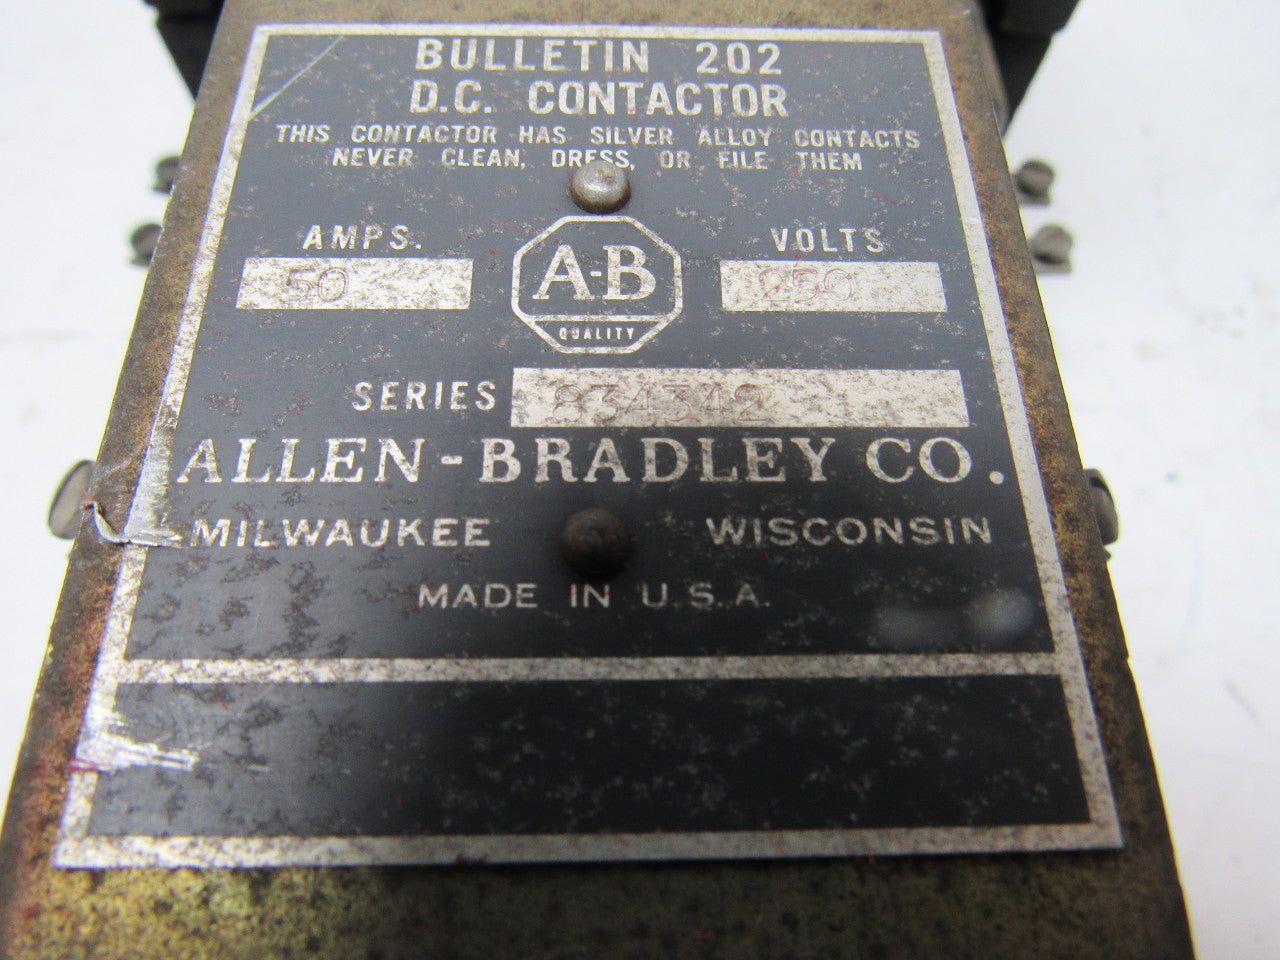 BULLETIN 202
D.C. CONTACTOR
THIS CONTACTOR HAS SILVER ALLOY CONTACTS
NEVER CLEAN, DRESS, OR FILE THEM
AMPS. VOLTS
50 A-B 250
QUALITY
SERIES 834342
ALLEN-BRADLEY CO.
MILWAUKEE WISCONSIN
MADE IN U.S.A.